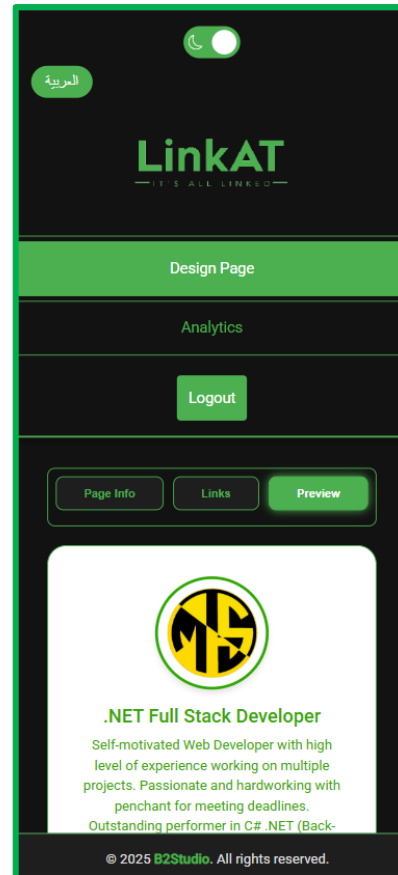 العربية
LinkAT
IT'S ALL LINKED
Design Page
Analytics
Logout
Page Info
Links
Preview
MTS
.NET Full Stack Developer
Self-motivated Web Developer with high
level of experience working on multiple
projects. Passionate and hardworking with
penchant for meeting deadlines.
Outstanding performer in C# .NET (Back-
© 2025 B2Studio. All rights reserved.